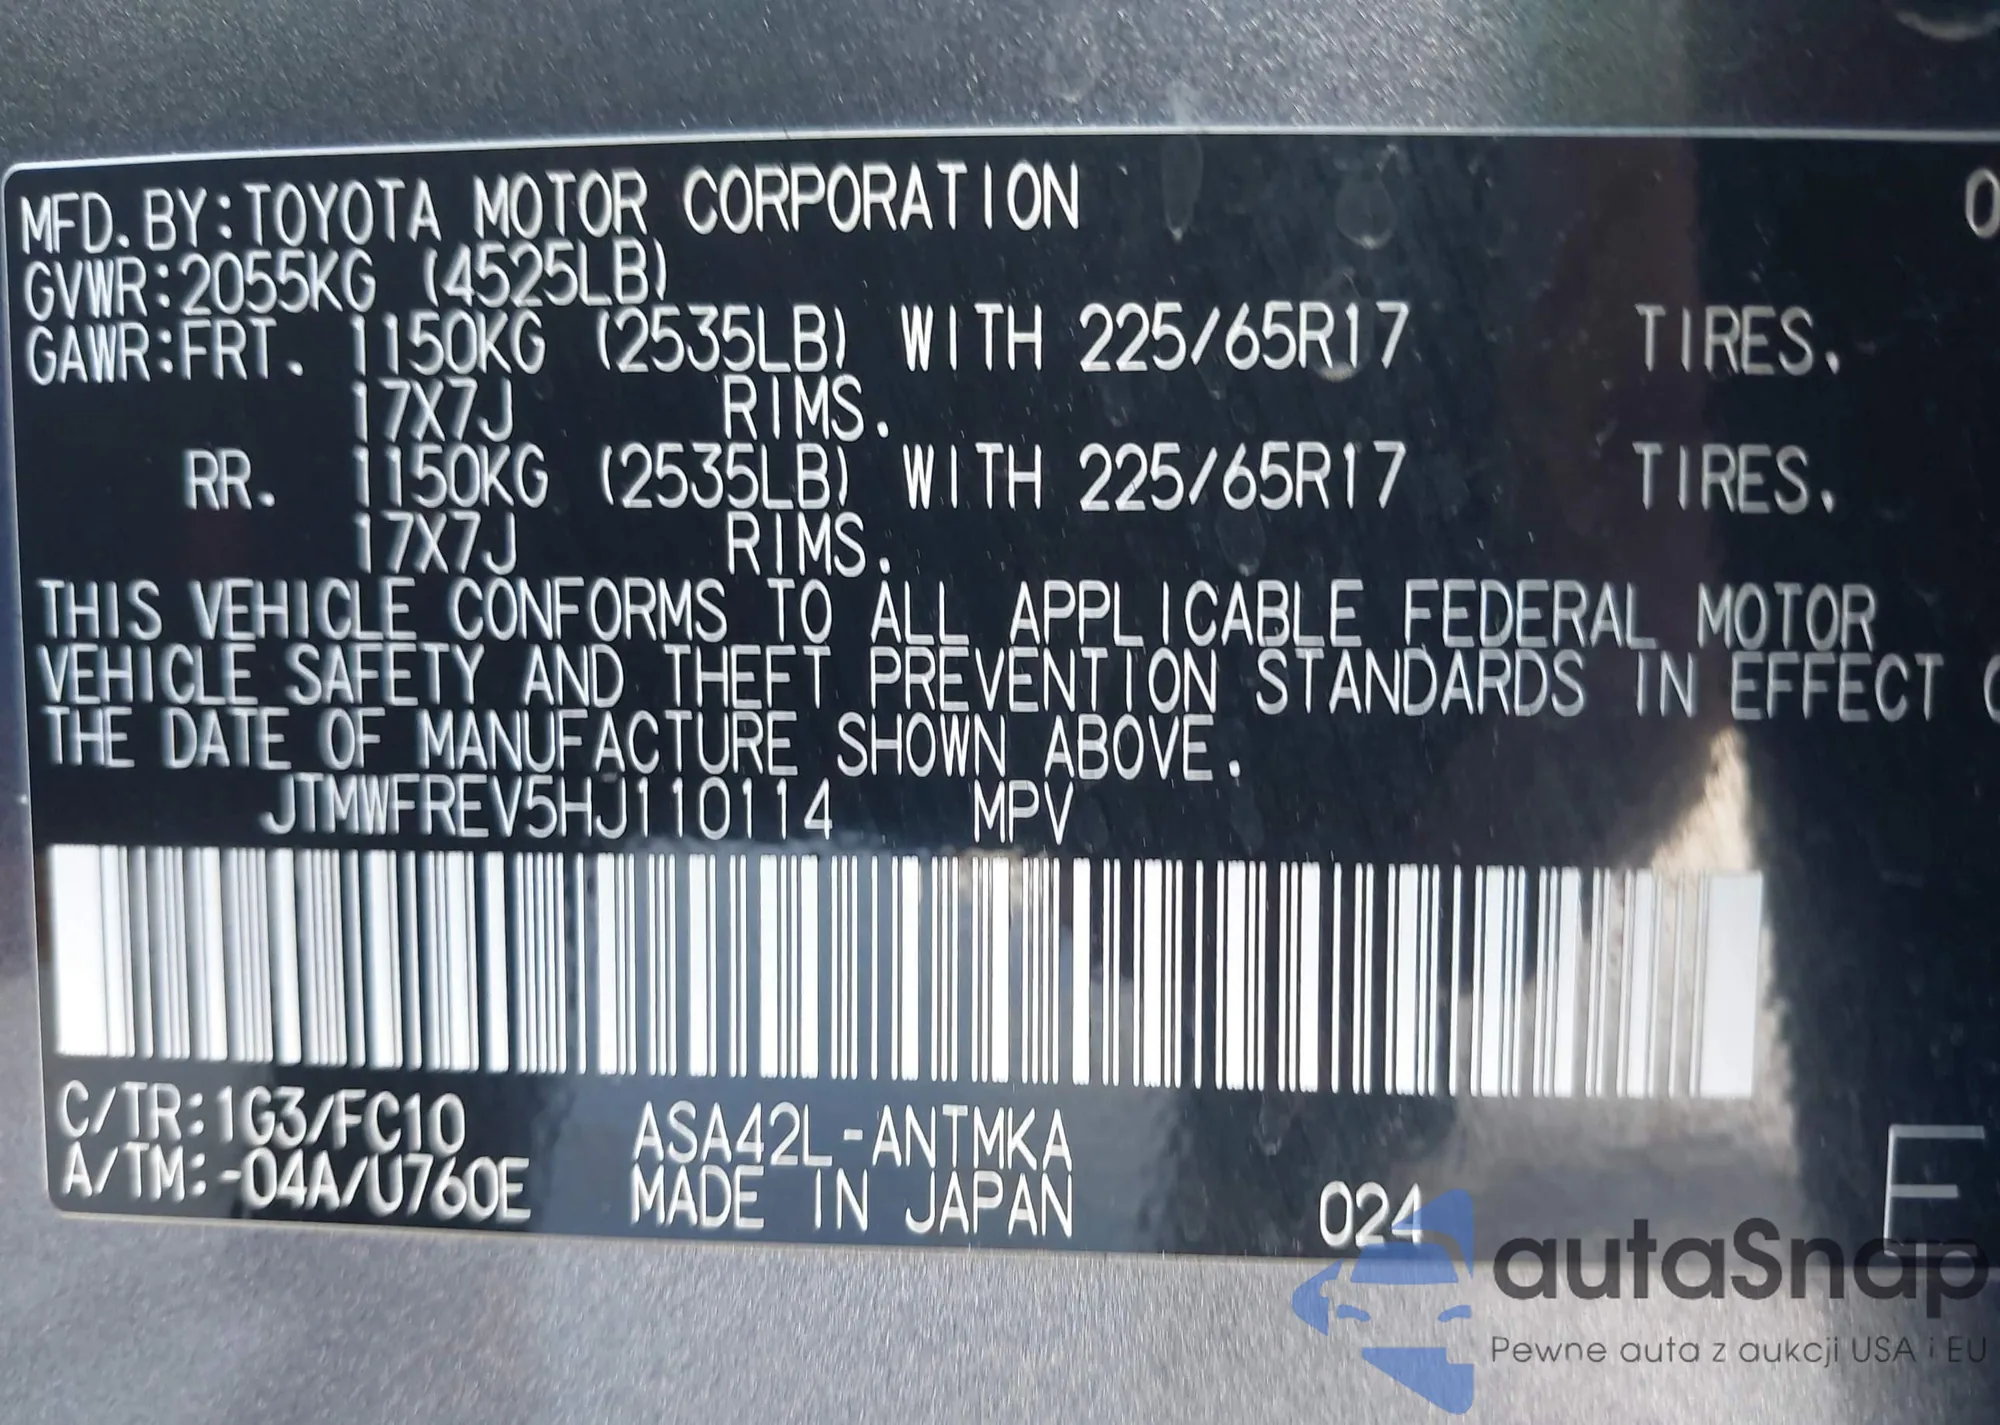 MFD. BY:TOYOTA MOTOR CORPORATION 0
GVWR:2055KG (4525LB)
GAWR:FRT. 1150KG (2535LB) WITH 225/65R17 TIRES.
17X7J RIMS.
RR. 1150KG (2535LB) WITH 225/65R17 TIRES.
17X7J RIMS.
THIS VEHICLE CONFORMS TO ALL APPLICABLE FEDERAL MOTOR
VEHICLE SAFETY AND THEFT PREVENTION STANDARDS IN EFFECT
THE DATE OF MANUFACTURE SHOWN ABOVE.
JTMWFREV5HJ110114 MPV
C/TR:1G3/FC10 ASA42L-ANTMKA
A/TM:-04A/U760E MADE IN JAPAN 024 E
autaSnap
Pewne auta z aukcji USA i EU